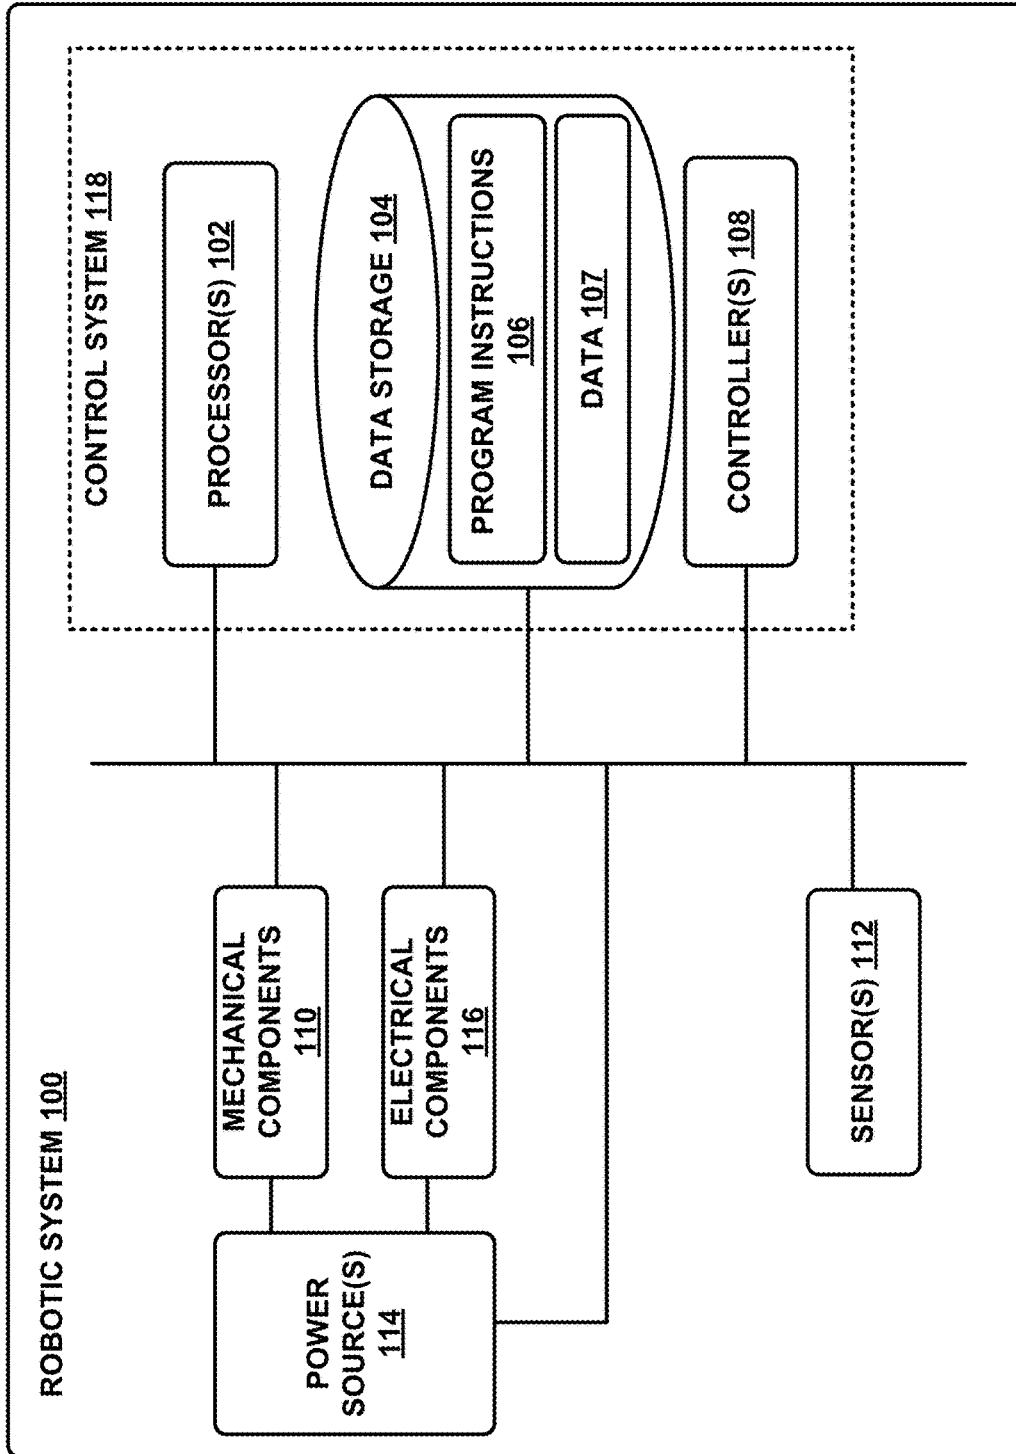 ROBOTIC SYSTEM 100
CONTROL SYSTEM 118
POWER
SOURCE(S)
114
MECHANICAL
COMPONENTS
110
ELECTRICAL
COMPONENTS
116
PROCESSOR(S) 102
DATA STORAGE 104
PROGRAM INSTRUCTIONS
106
DATA 107
SENSOR(S) 112
CONTROLLER(S) 108